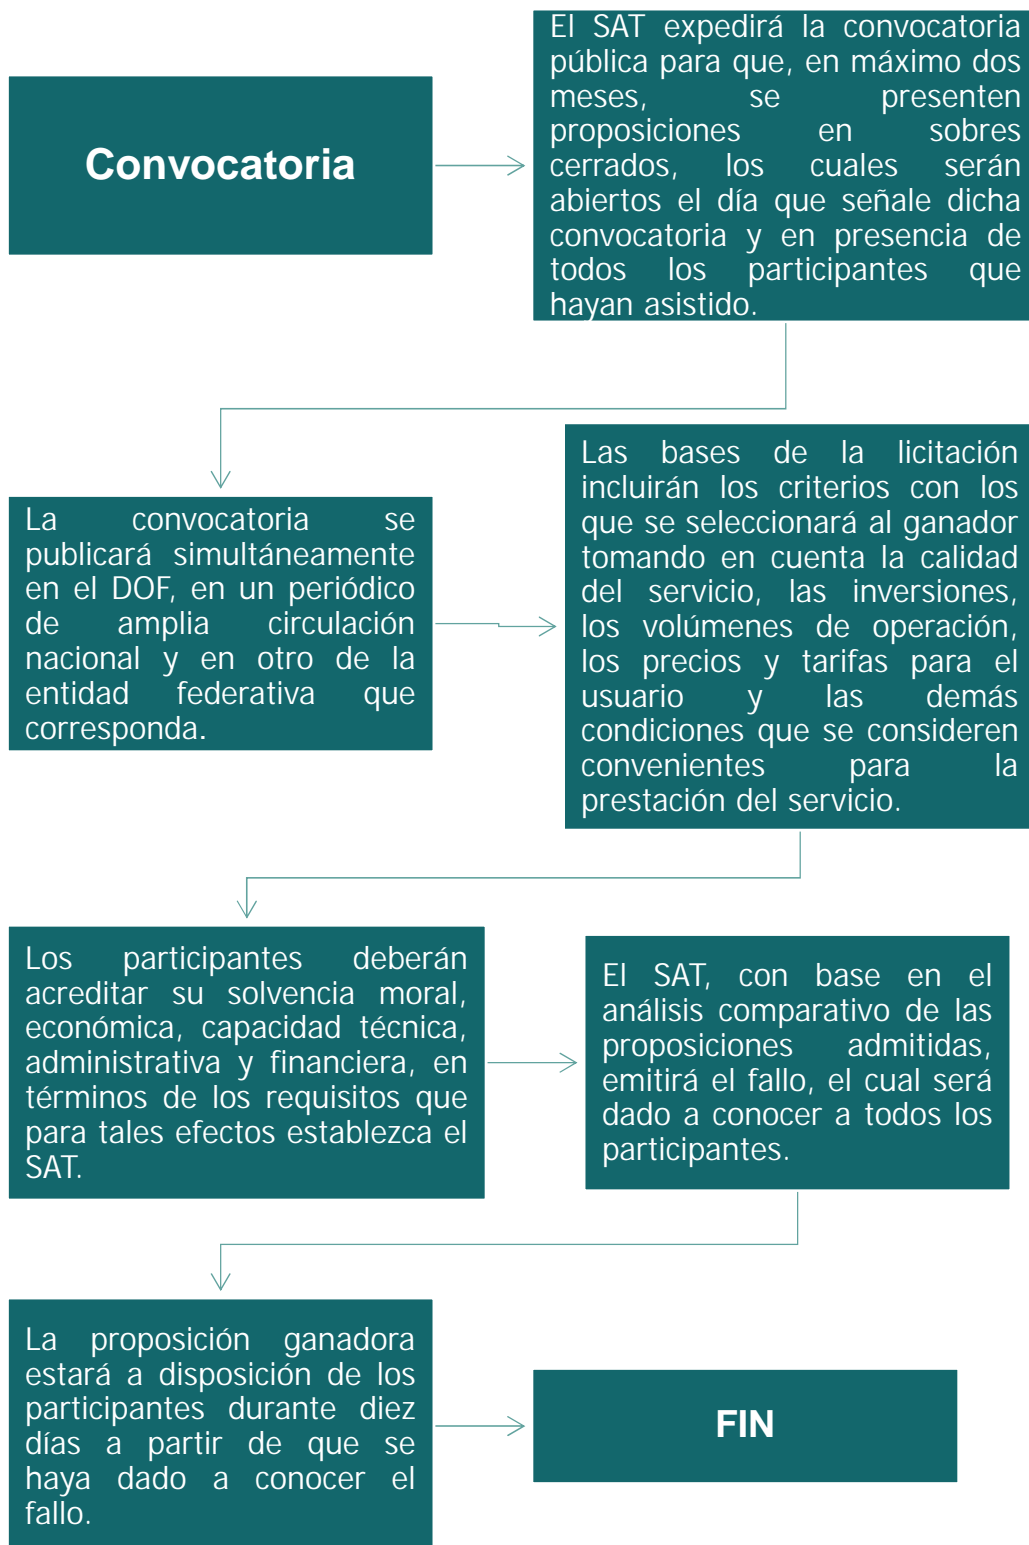 Convocatoria
El SAT expedirá la convocatoria
pública para que, en máximo dos
meses, se presenten
proposiciones en sobres
cerrados, los cuales serán
abiertos el día que señale dicha
convocatoria y en presencia de
todos los participantes que
hayan asistido.
La convocatoria se
publicará simultáneamente
en el DOF, en un periódico
de amplia circulación
nacional y en otro de la
entidad federativa que
corresponda.
Las bases de la licitación
incluirán los criterios con los
que se seleccionará al ganador
tomando en cuenta la calidad
del servicio, las inversiones,
los volúmenes de operación,
los precios y tarifas para el
usuario y las demás
condiciones que se consideren
convenientes para la
prestación del servicio.
Los participantes deberán
acreditar su solvencia moral,
económica, capacidad técnica,
administrativa y financiera, en
términos de los requisitos que
para tales efectos establezca el
SAT.
El SAT, con base en el
análisis comparativo de las
proposiciones admitidas,
emitirá el fallo, el cual será
dado a conocer a todos los
participantes.
La proposición ganadora
estará a disposición de los
participantes durante diez
días a partir de que se
haya dado a conocer el
fallo.
FIN